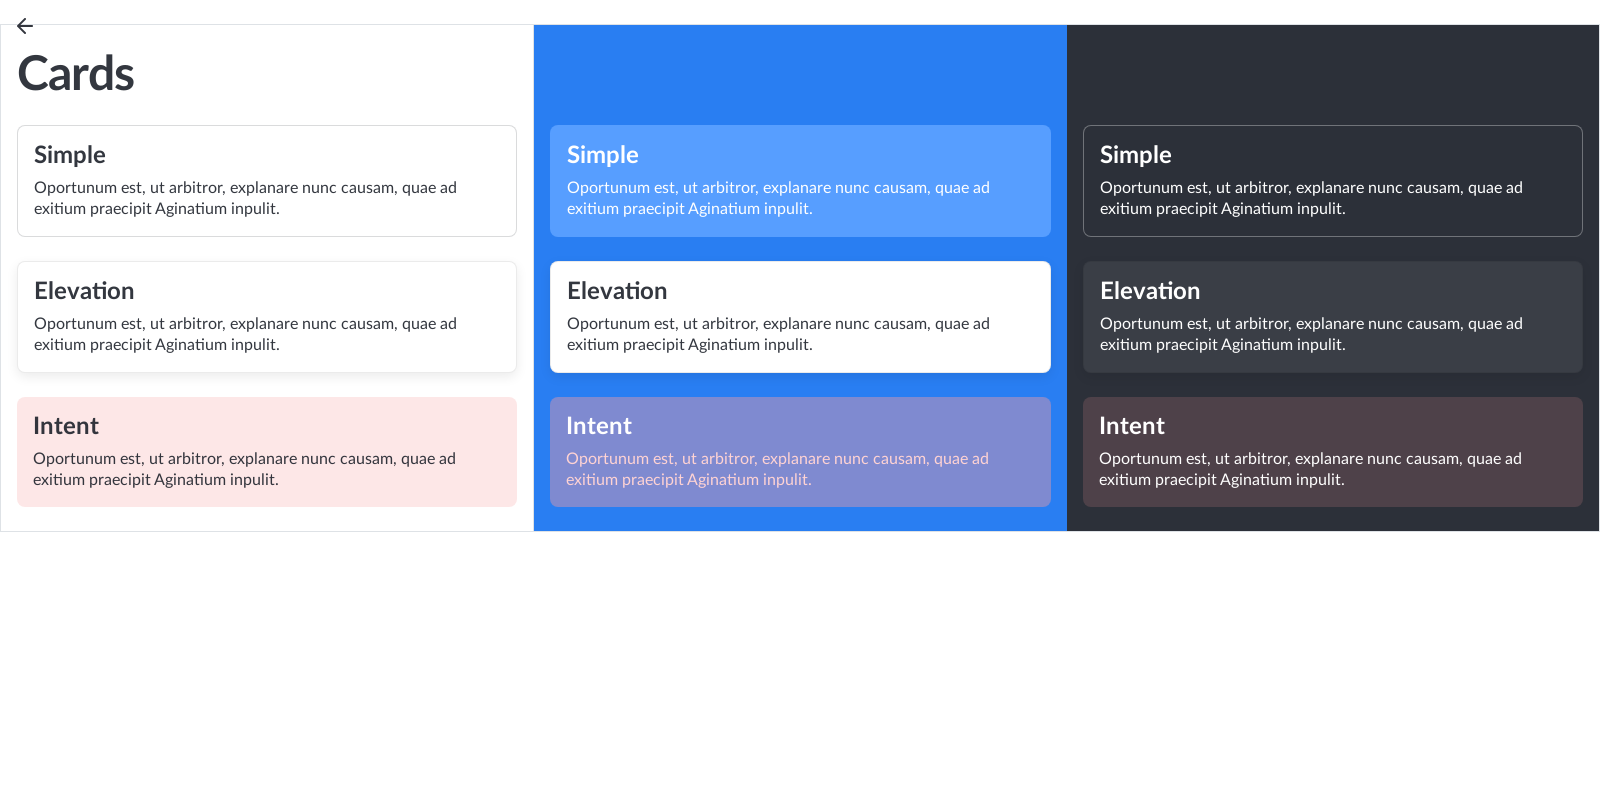 Cards
Simple
Oportunum est, ut arbitror, explanare nunc causam, quae ad
exitium praecipit Aginatium inpulit.
Elevation
Oportunum est, ut arbitror, explanare nunc causam, quae ad
exitium praecipit Aginatium inpulit.
Intent
Oportunum est, ut arbitror, explanare nunc causam, quae ad
exitium praecipit Aginatium inpulit.
Simple
Oportunum est, ut arbitror, explanare nunc causam, quae ad
exitium praecipit Aginatium inpulit.
Elevation
Oportunum est, ut arbitror, explanare nunc causam, quae ad
exitium praecipit Aginatium inpulit.
Intent
Oportunum est, ut arbitror, explanare nunc causam, quae ad
exitium praecipit Aginatium inpulit.
Simple
Oportunum est, ut arbitror, explanare nunc causam, quae ad
exitium praecipit Aginatium inpulit.
Elevation
Oportunum est, ut arbitror, explanare nunc causam, quae ad
exitium praecipit Aginatium inpulit.
Intent
Oportunum est, ut arbitror, explanare nunc causam, quae ad
exitium praecipit Aginatium inpulit.